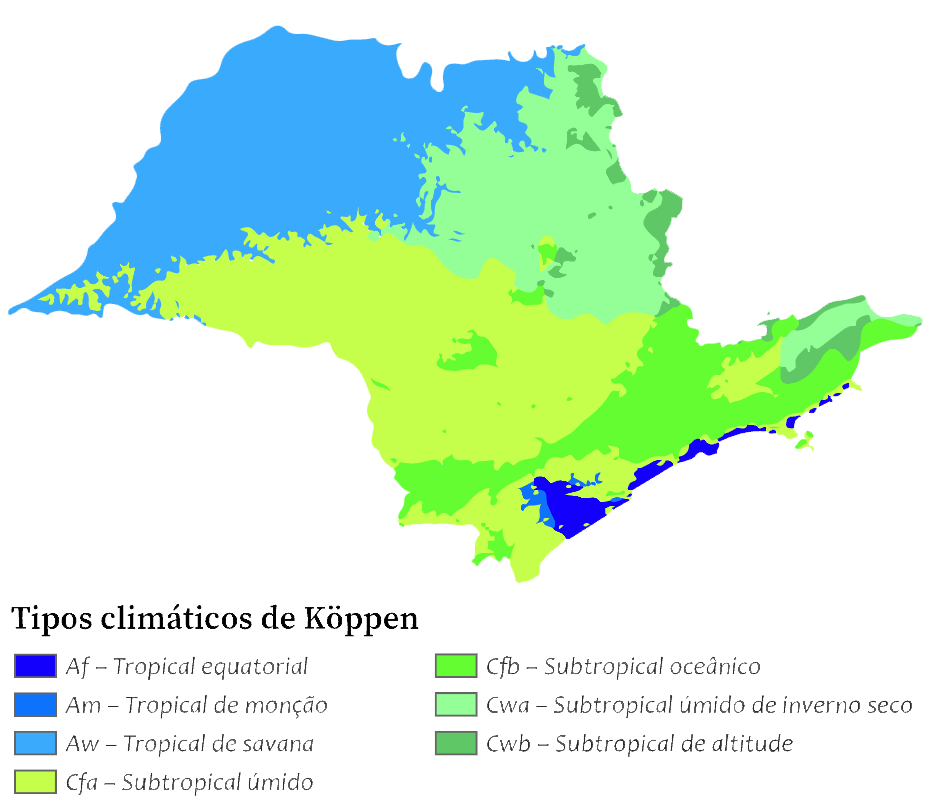 Tipos climáticos de Köppen
Af – Tropical equatorial
Am – Tropical de monção
Aw – Tropical de savana
Cfa – Subtropical úmido
Cfb – Subtropical oceânico
Cwa – Subtropical úmido de inverno seco
Cwb – Subtropical de altitude